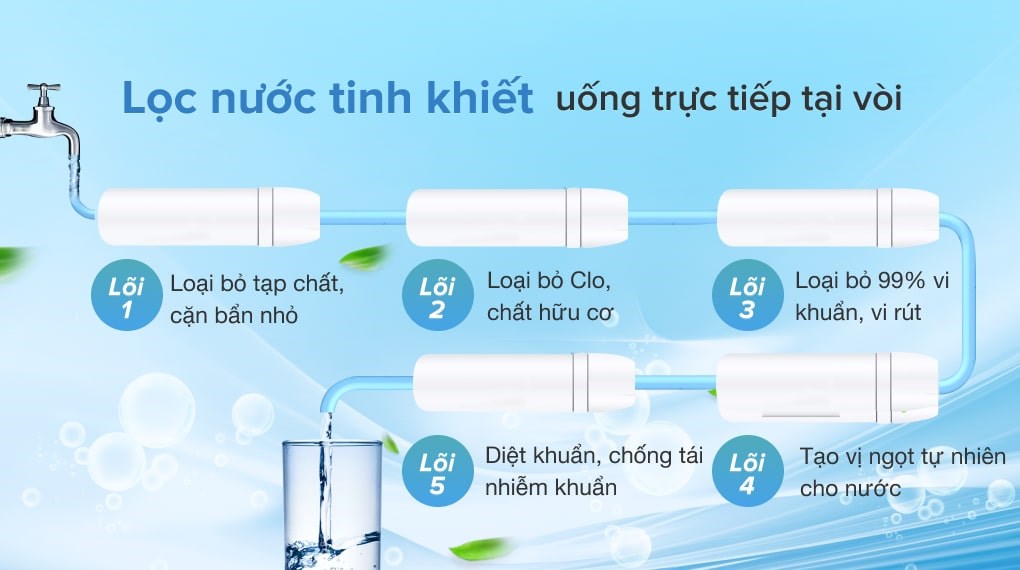 Lọc nước tinh khiết uống trực tiếp tại vòi
Lõi 1
Loại bỏ tạp chất,
cặn bẩn nhỏ
Lõi 2
Loại bỏ Clo,
chất hữu cơ
Lõi 3
Loại bỏ 99% vi
khuẩn, vi rút
Lõi 4
Tạo vị ngọt tự nhiên
cho nước
Lõi 5
Diệt khuẩn, chống tái
nhiễm khuẩn